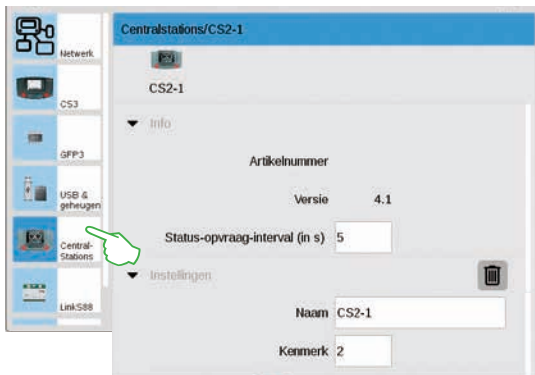 Netwerk
CS3
GFP3
USB &
geheugen
Central-
Stations
LinkS88
Centralstations/CS2-1
CS2-1
Info
Artikelnummer
Versie 4.1
Status-opvraag-interval (in s) 5
Instellingen
Naam CS2-1
Kenmerk 2